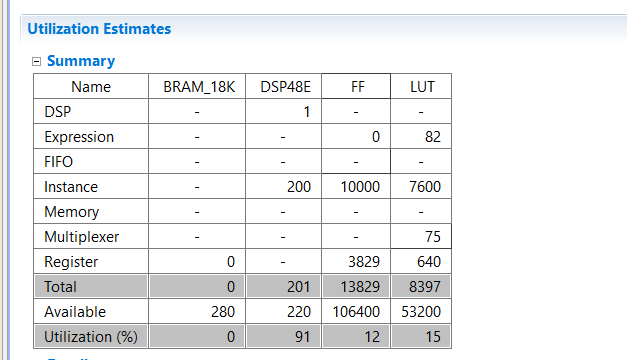 Utilization Estimates
Summary
Name BRAM_18K DSP48E FF LUT
DSP - 1 - -
Expression - - 0 82
FIFO - - - -
Instance - 200 10000 7600
Memory - - - -
Multiplexer - - - 75
Register 0 - 3829 640
Total 0 201 13829 8397
Available 280 220 106400 53200
Utilization (%) 0 91 12 15